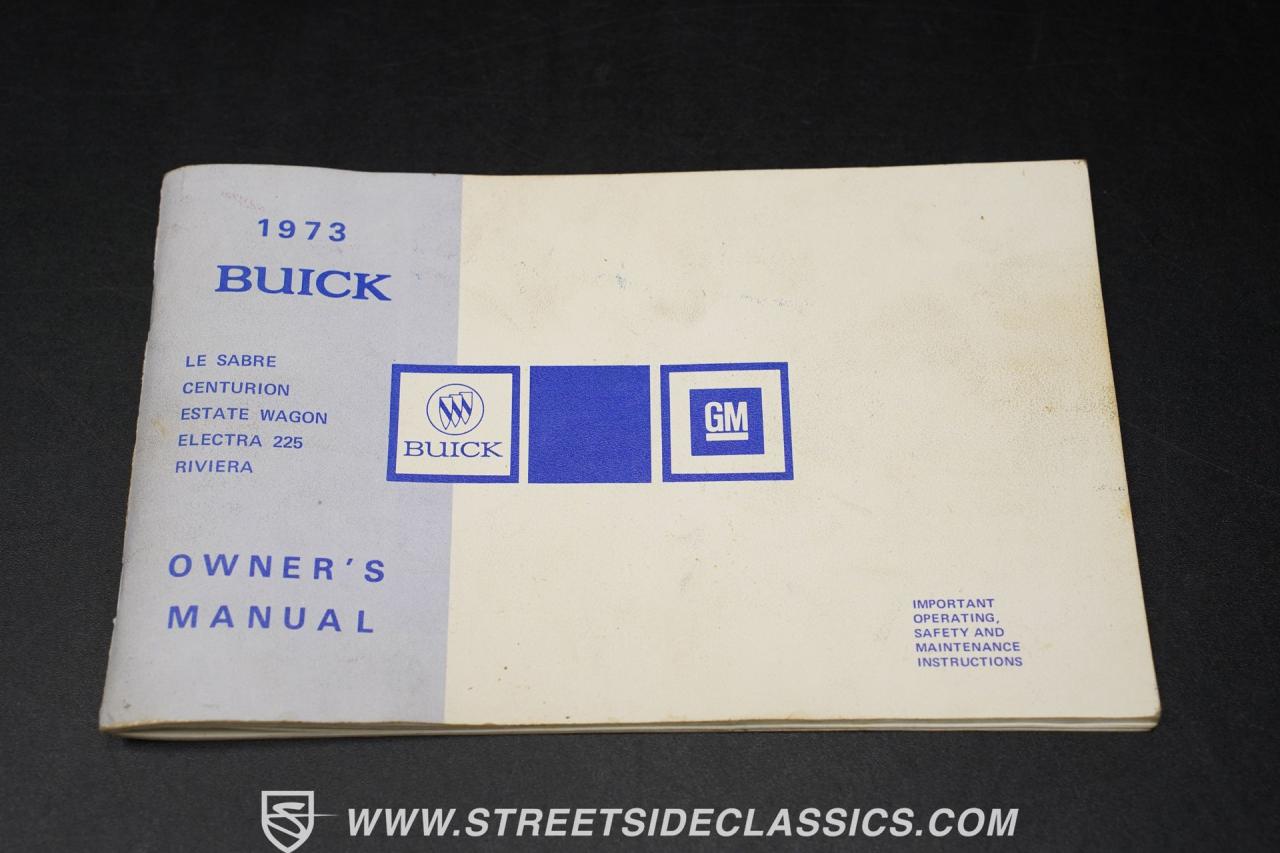 1973
BUICK
LE SABRE
CENTURION
ESTATE WAGON
ELECTRA 225
RIVIERA
BUICK
GM
OWNER'S
MANUAL
IMPORTANT
OPERATING,
SAFETY AND
MAINTENANCE
INSTRUCTIONS
WWW.STREETSIDECLASSICS.COM